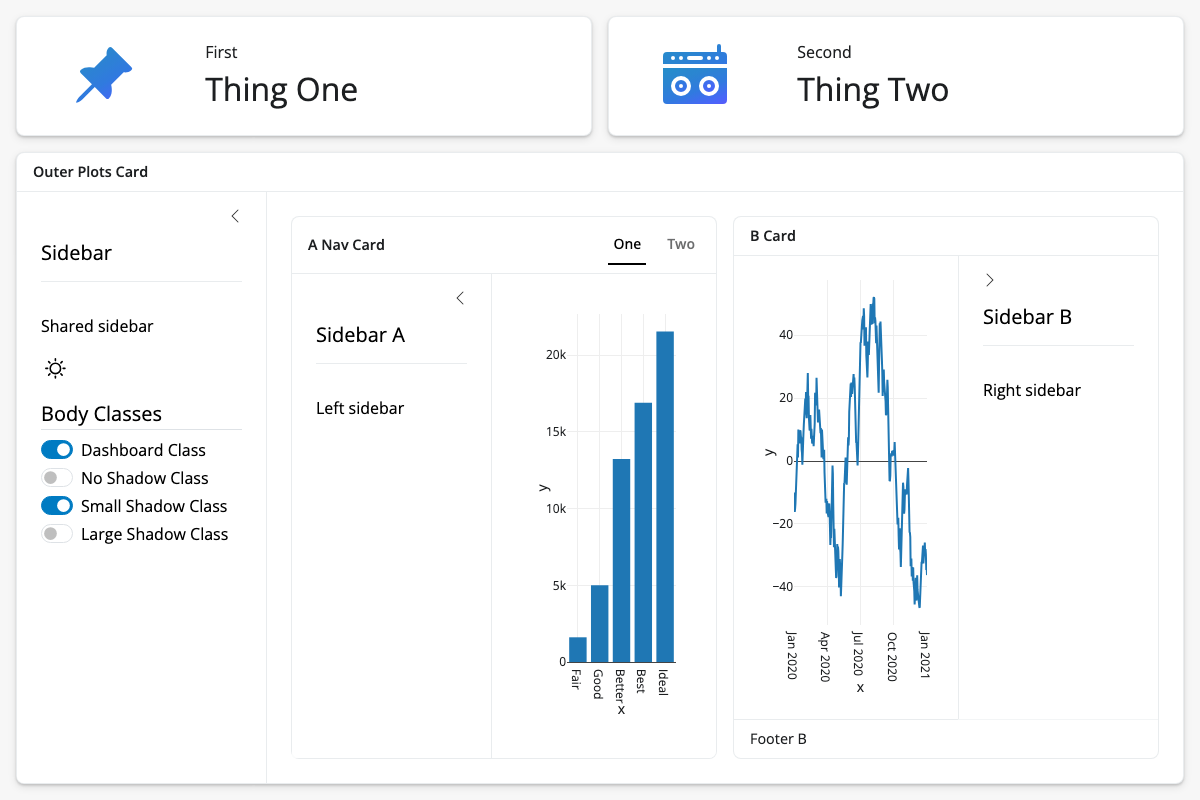 First
Thing One
Second
Thing Two
Outer Plots Card
Sidebar
Shared sidebar
Body Classes
Dashboard Class
No Shadow Class
Small Shadow Class
Large Shadow Class
A Nav Card
One
Two
Sidebar A
Left sidebar
20k
15k
10k
5k
0
y
Fair
Good
Better
Best
Ideal
x
B Card
40
20
0
−20
−40
y
Jan 2020
Apr 2020
Jul 2020
Oct 2020
Jan 2021
x
Sidebar B
Right sidebar
Footer B